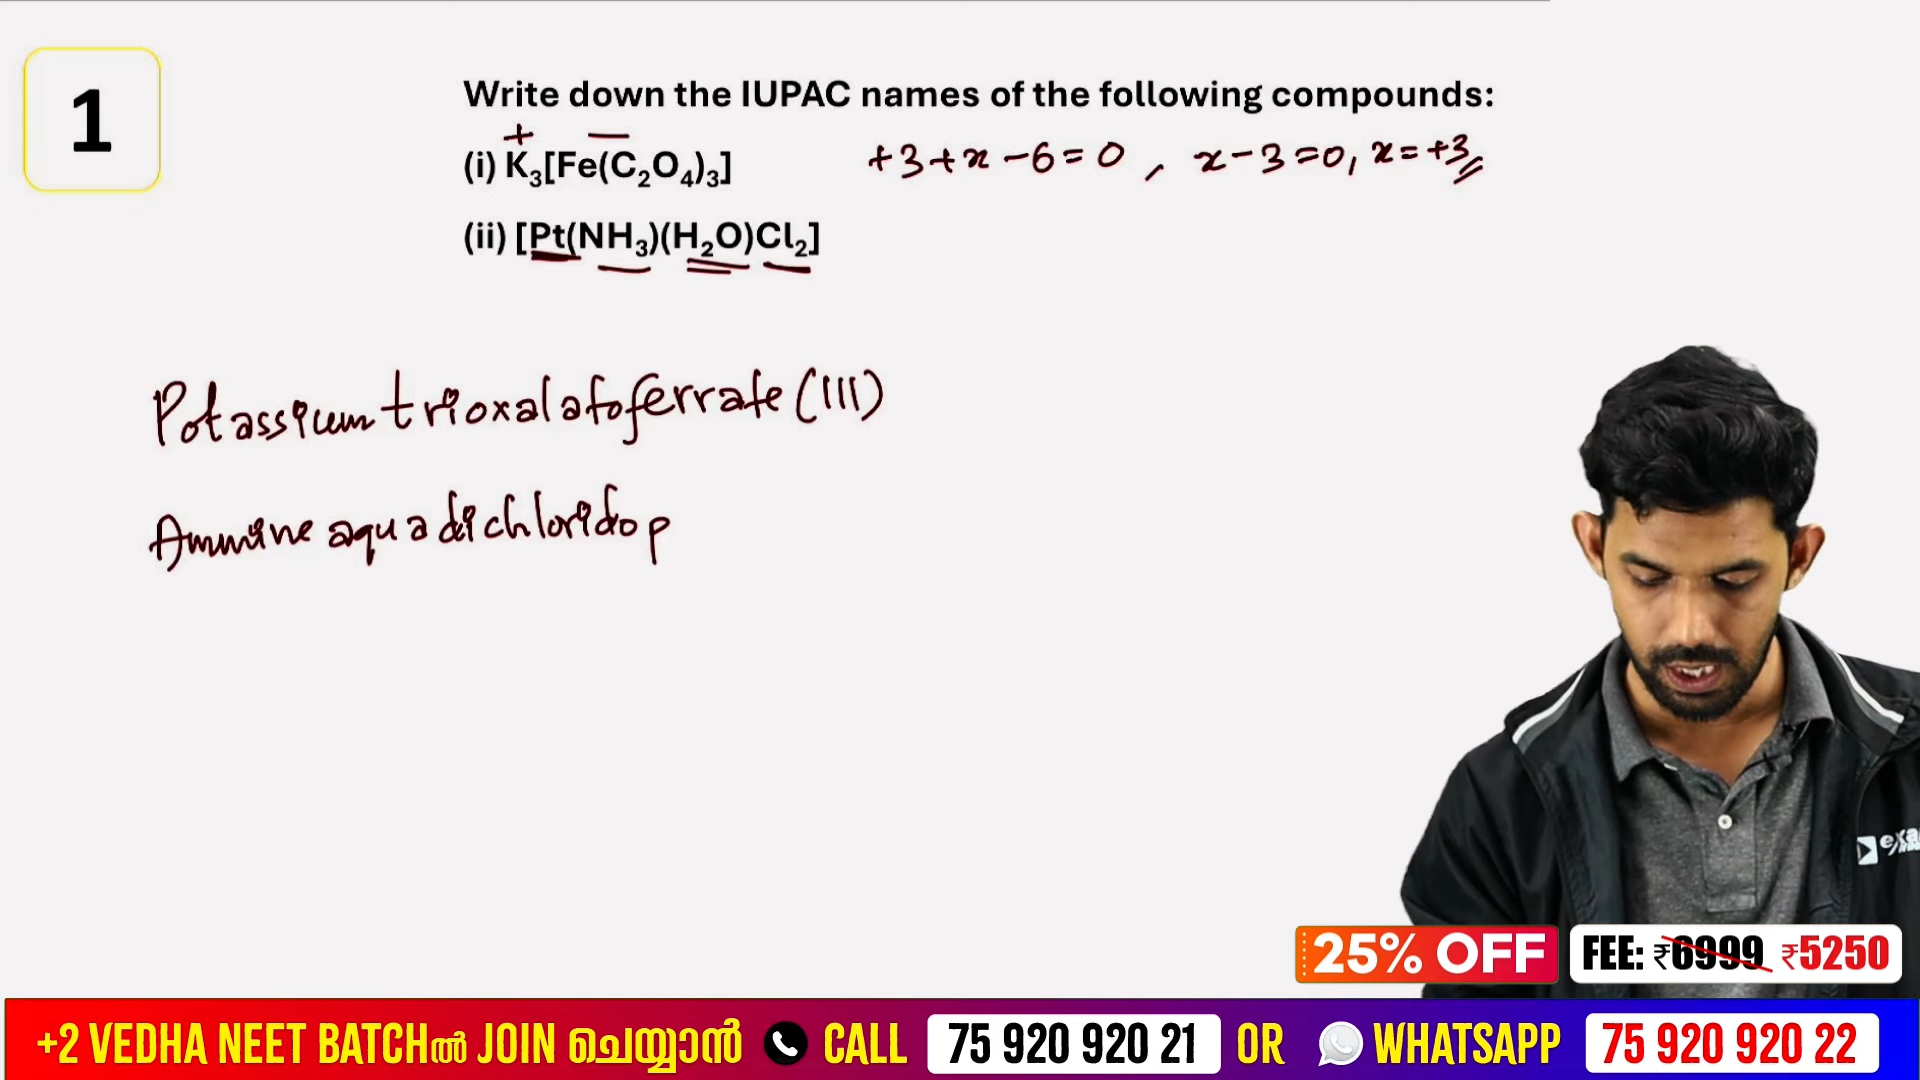 1
Write down the IUPAC names of the following compounds:
(i) K₃[Fe(C₂O₄)₃] +3+x−6=0, x−3=0, x=+3
(ii) [Pt(NH₃)(H₂O)Cl₂]
Potassium trioxalatoferrate(III)
Ammine aquadichloridop
25% OFF FEE: ₹6999 ₹5250
+2 VEDHA NEET BATCHൽ JOIN ചെയ്യാൻ CALL 75 920 920 21 OR WHATSAPP 75 920 920 22